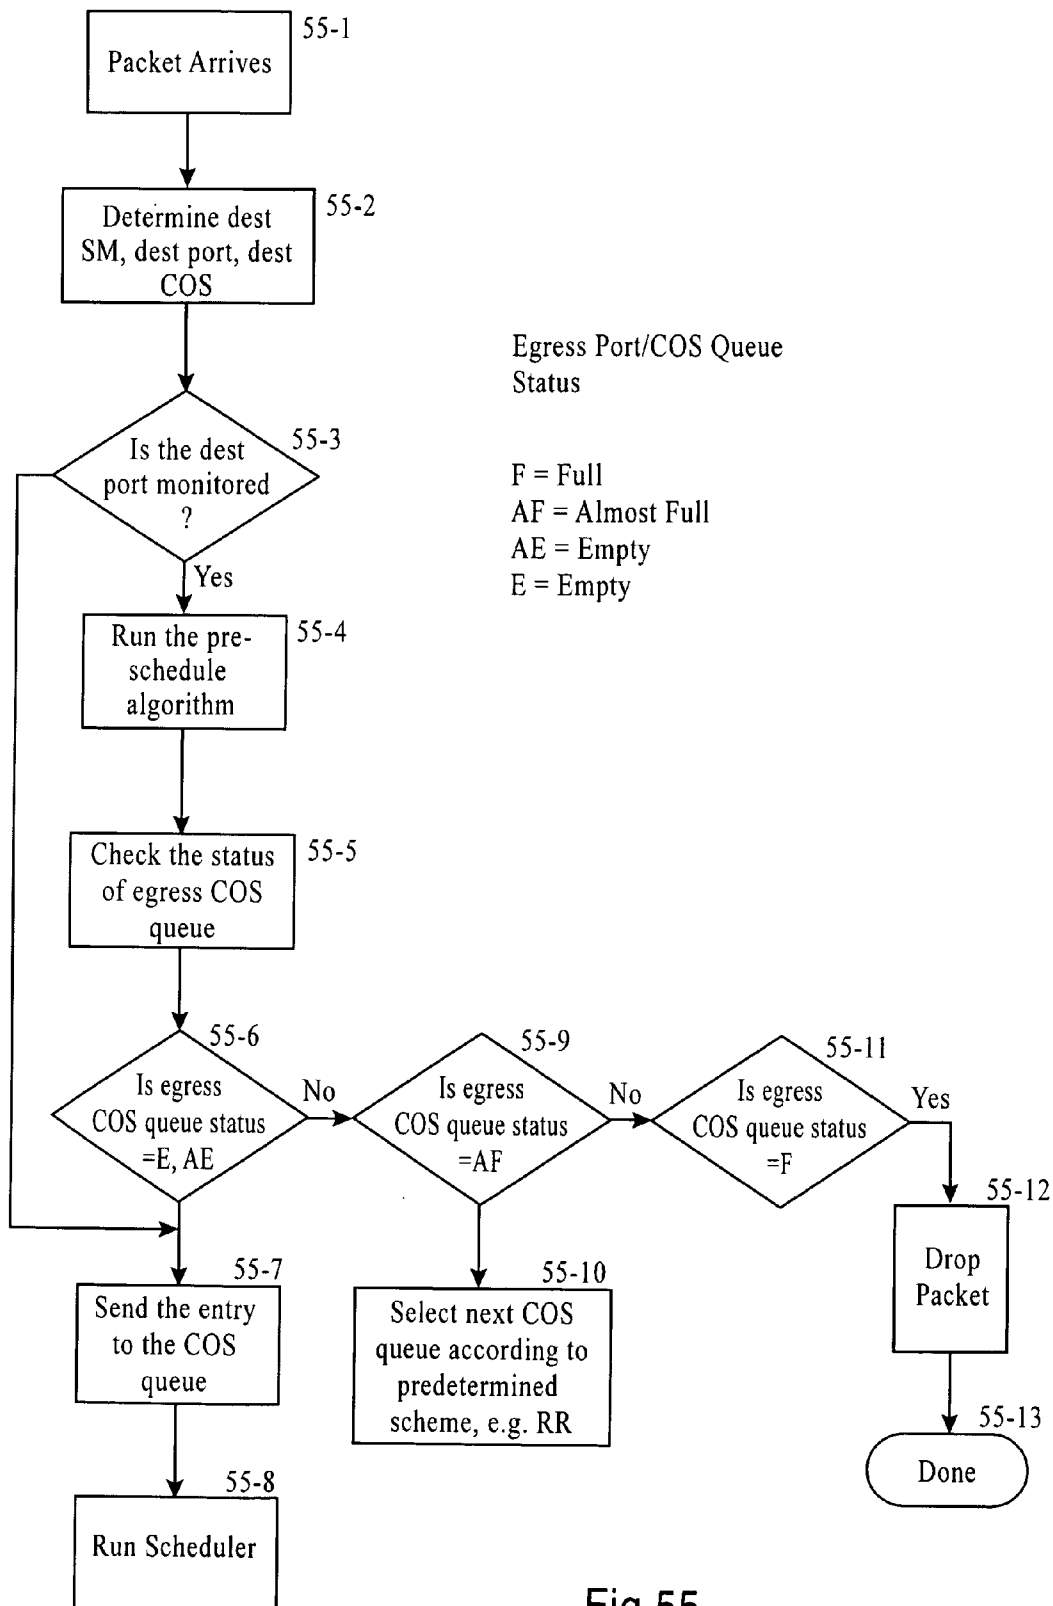 55-1
Packet Arrives
55-2
Determine dest
SM, dest port, dest
COS
Egress Port/COS Queue
Status
55-3
Is the dest
port monitored
?
F = Full
AF = Almost Full
AE = Empty
E = Empty
Yes
55-4
Run the pre-
schedule
algorithm
55-5
Check the status
of egress COS
queue
55-6
Is egress
COS queue status
=E, AE
No
55-9
Is egress
COS queue status
=AF
No
55-11
Is egress
COS queue status
=F
Yes
55-12
Drop
Packet
55-7
Send the entry
to the COS
queue
55-10
Select next COS
queue according to
predetermined
scheme, e.g. RR
55-13
Done
55-8
Run Scheduler
Fig 55